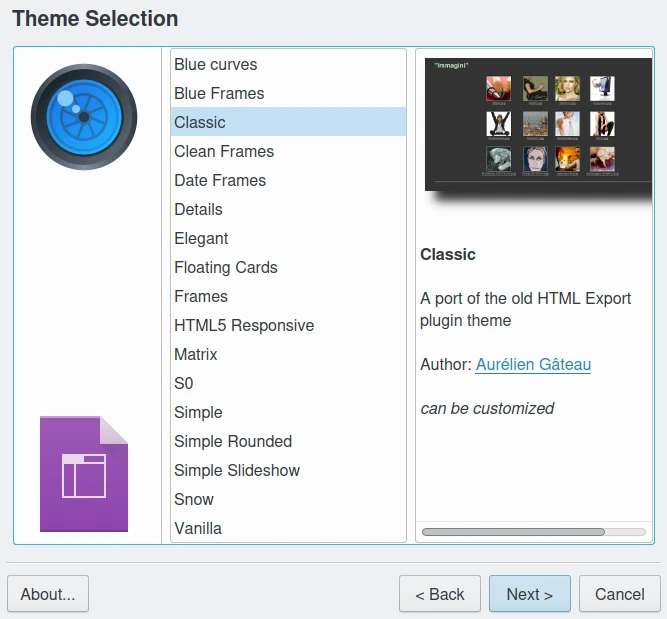 Theme Selection
Blue curves
Blue Frames
Classic
Clean Frames
Date Frames
Details
Elegant
Floating Cards
Frames
HTML5 Responsive
Matrix
S0
Simple
Simple Rounded
Simple Slideshow
Snow
Vanilla
"Immagini"
Classic
A port of the old HTML Export
plugin theme
Author: Aurélien Gâteau
can be customized
About...
< Back
Next >
Cancel